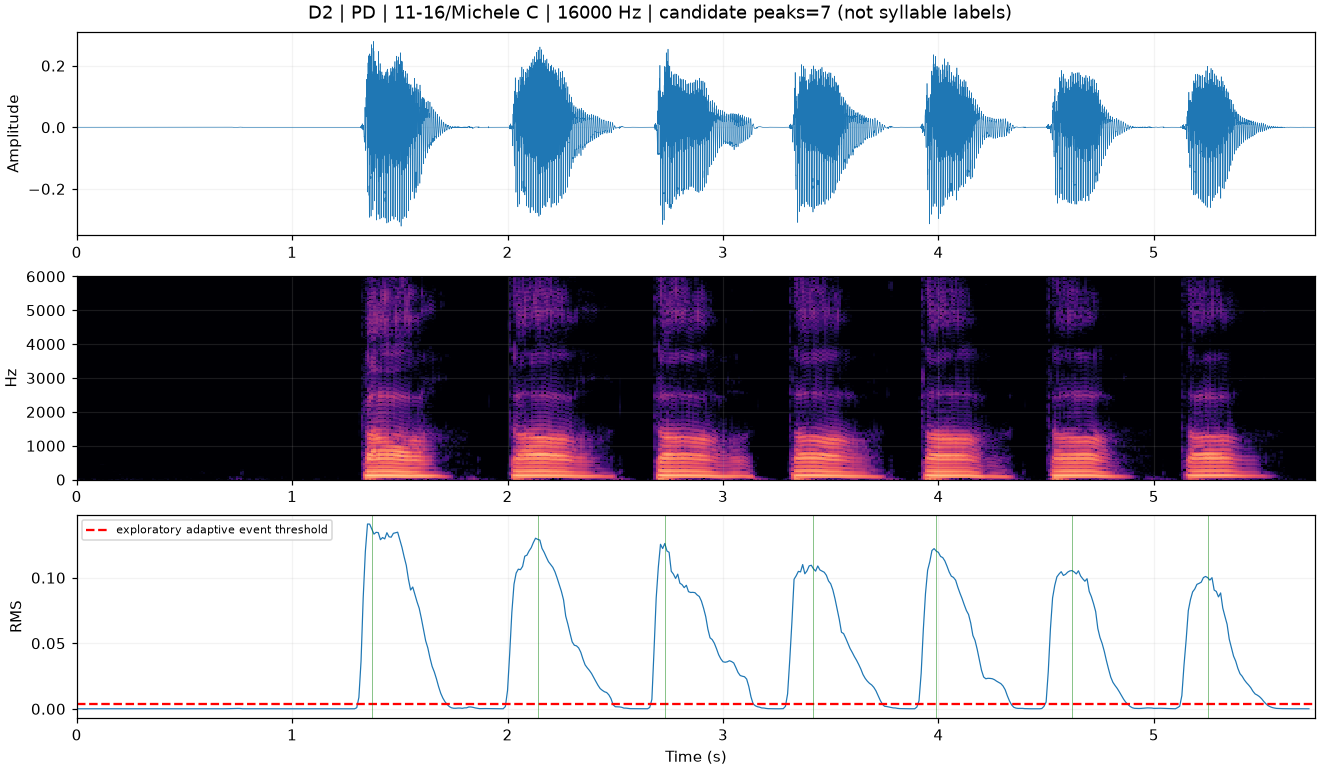 D2 | PD | 11-16/Michele C | 16000 Hz | candidate peaks=7 (not syllable labels)
0.2
0.0
−0.2
Amplitude
0 1 2 3 4 5
6000
5000
4000
3000
2000
1000
0
Hz
0 1 2 3 4 5
exploratory adaptive event threshold
0.10
0.05
0.00
RMS
0 1 2 3 4 5
Time (s)